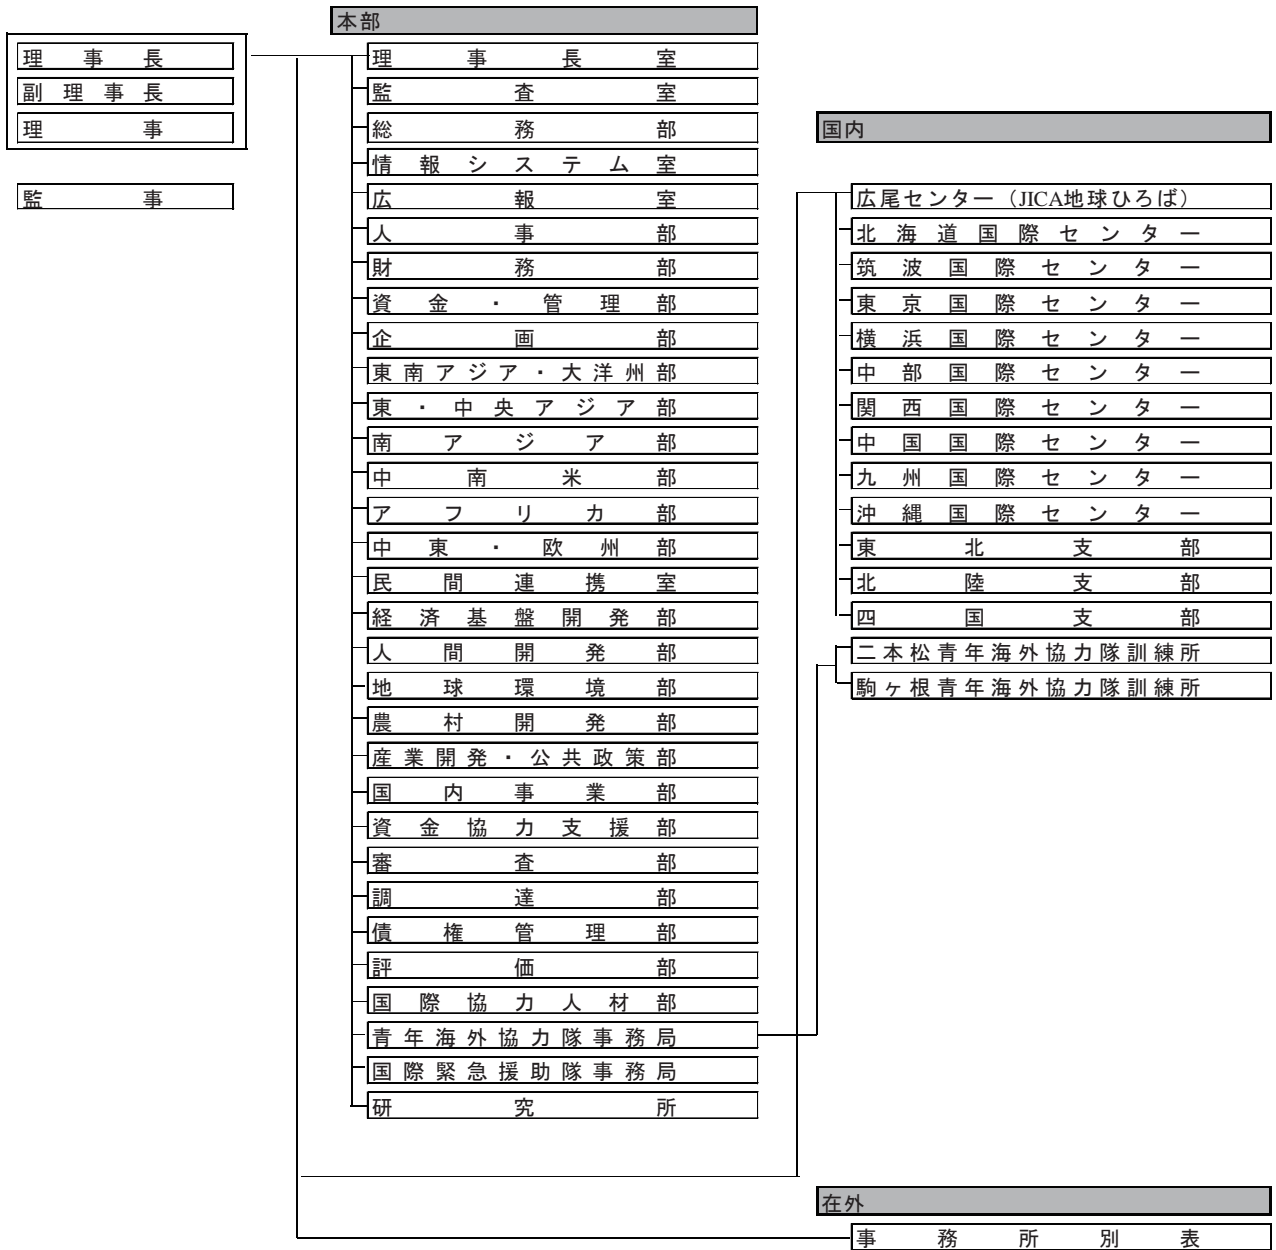 本部
理事長
副理事長
理事
監事
理事長室
監査室
総務部
情報システム室
広報室
人事部
財務部
資金・管理部
企画部
東南アジア・大洋州部
東・中央アジア部
南アジア部
中南米部
アフリカ部
中東・欧州部
民間連携室
経済基盤開発部
人間開発部
地球環境部
農村開発部
産業開発・公共政策部
国内事業部
資金協力支援部
審査部
調達部
債権管理部
評価部
国際協力人材部
青年海外協力隊事務局
国際緊急援助隊事務局
研究所
国内
広尾センター（JICA地球ひろば）
北海道国際センター
筑波国際センター
東京国際センター
横浜国際センター
中部国際センター
関西国際センター
中国国際センター
九州国際センター
沖縄国際センター
東北支部
北陸支部
四国支部
二本松青年海外協力隊訓練所
駒ヶ根青年海外協力隊訓練所
在外
事務所別表